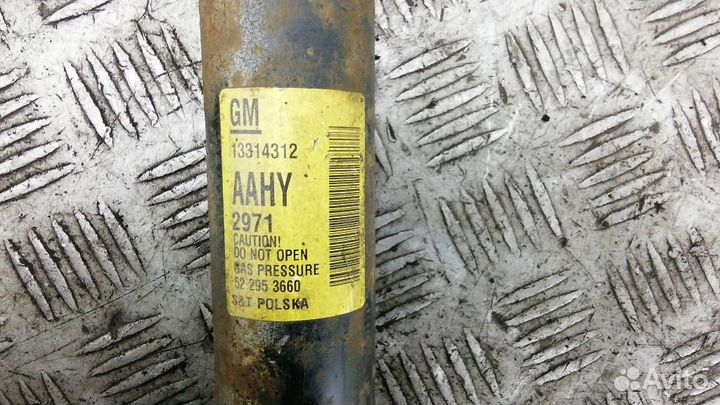 GM
13314312
AAHY
2971
CAUTION!
DO NOT OPEN
GAS PRESSURE
52 295 3660
S&T POLSKA
Avito